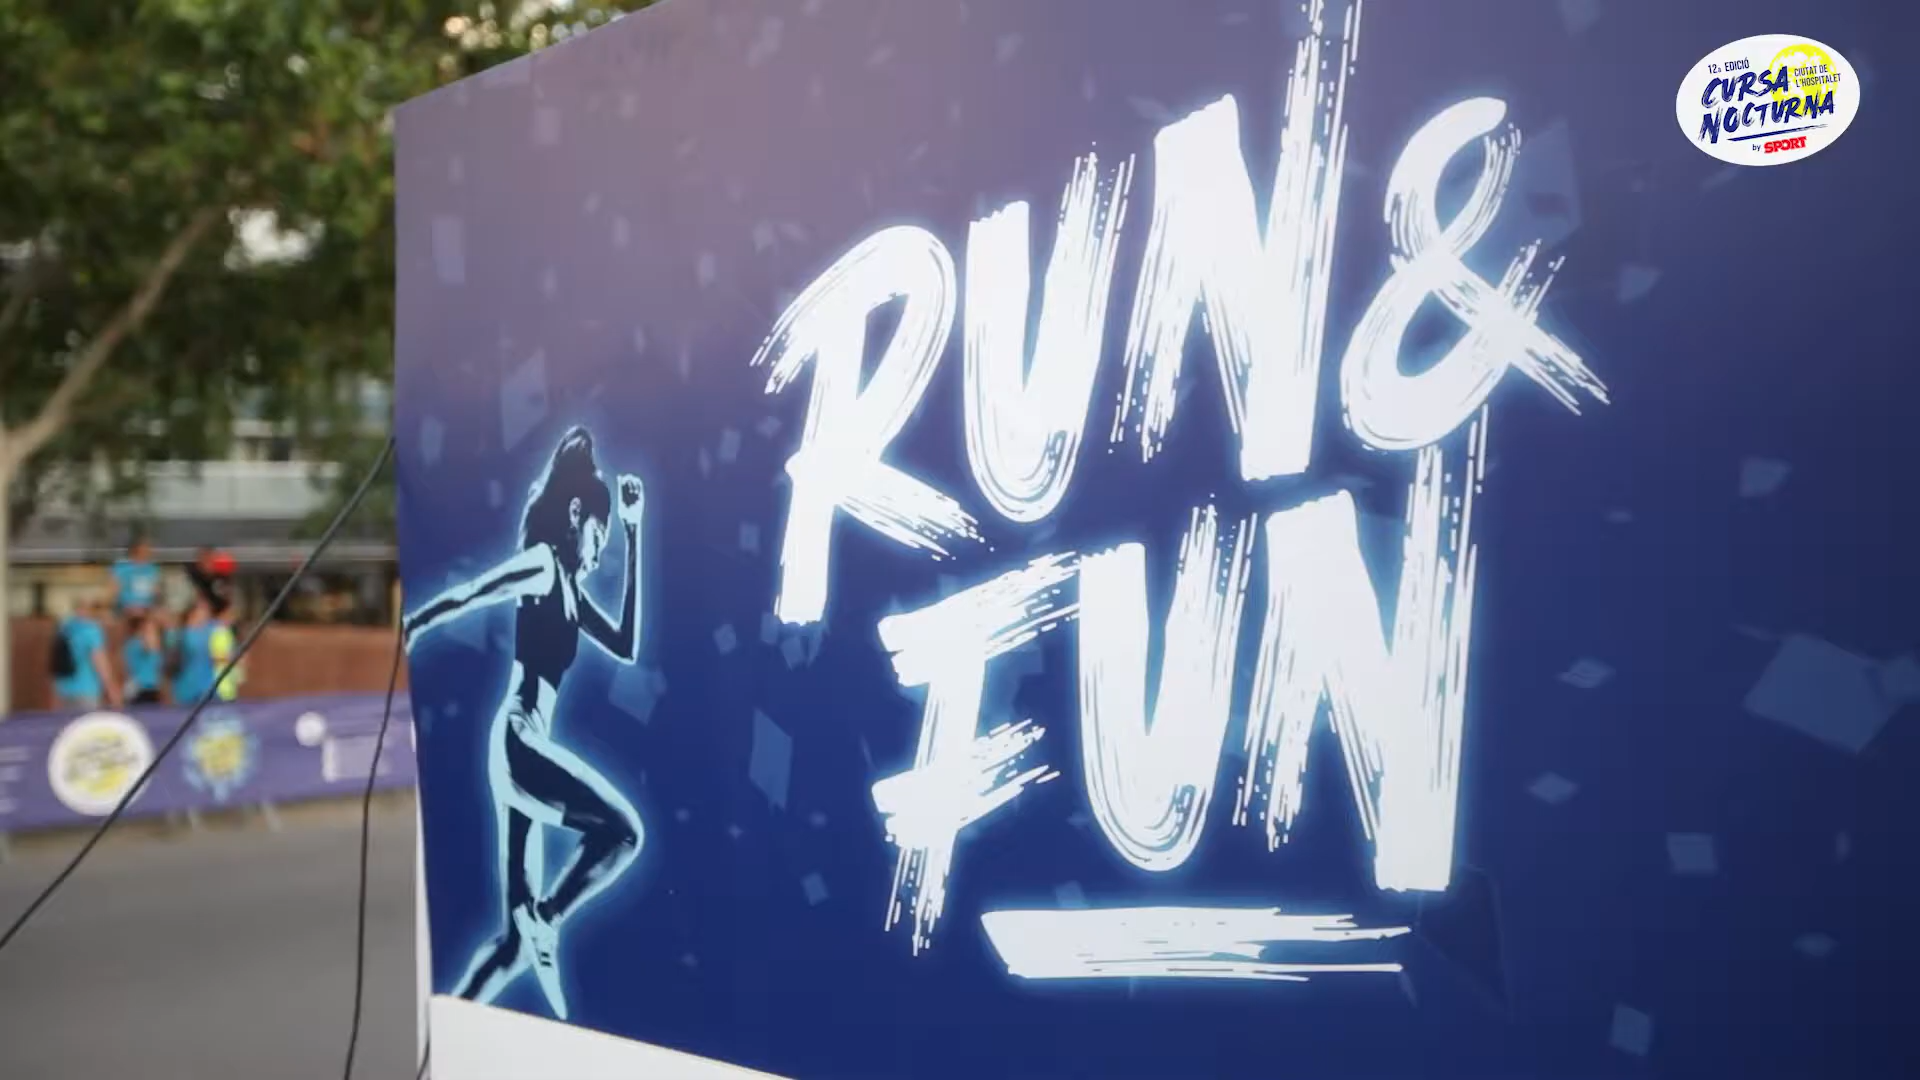 RUN&
FUN
12a EDICIÓ
CURSA
CIUTAT DE
L'HOSPITALET
NOCTURNA
by SPORT